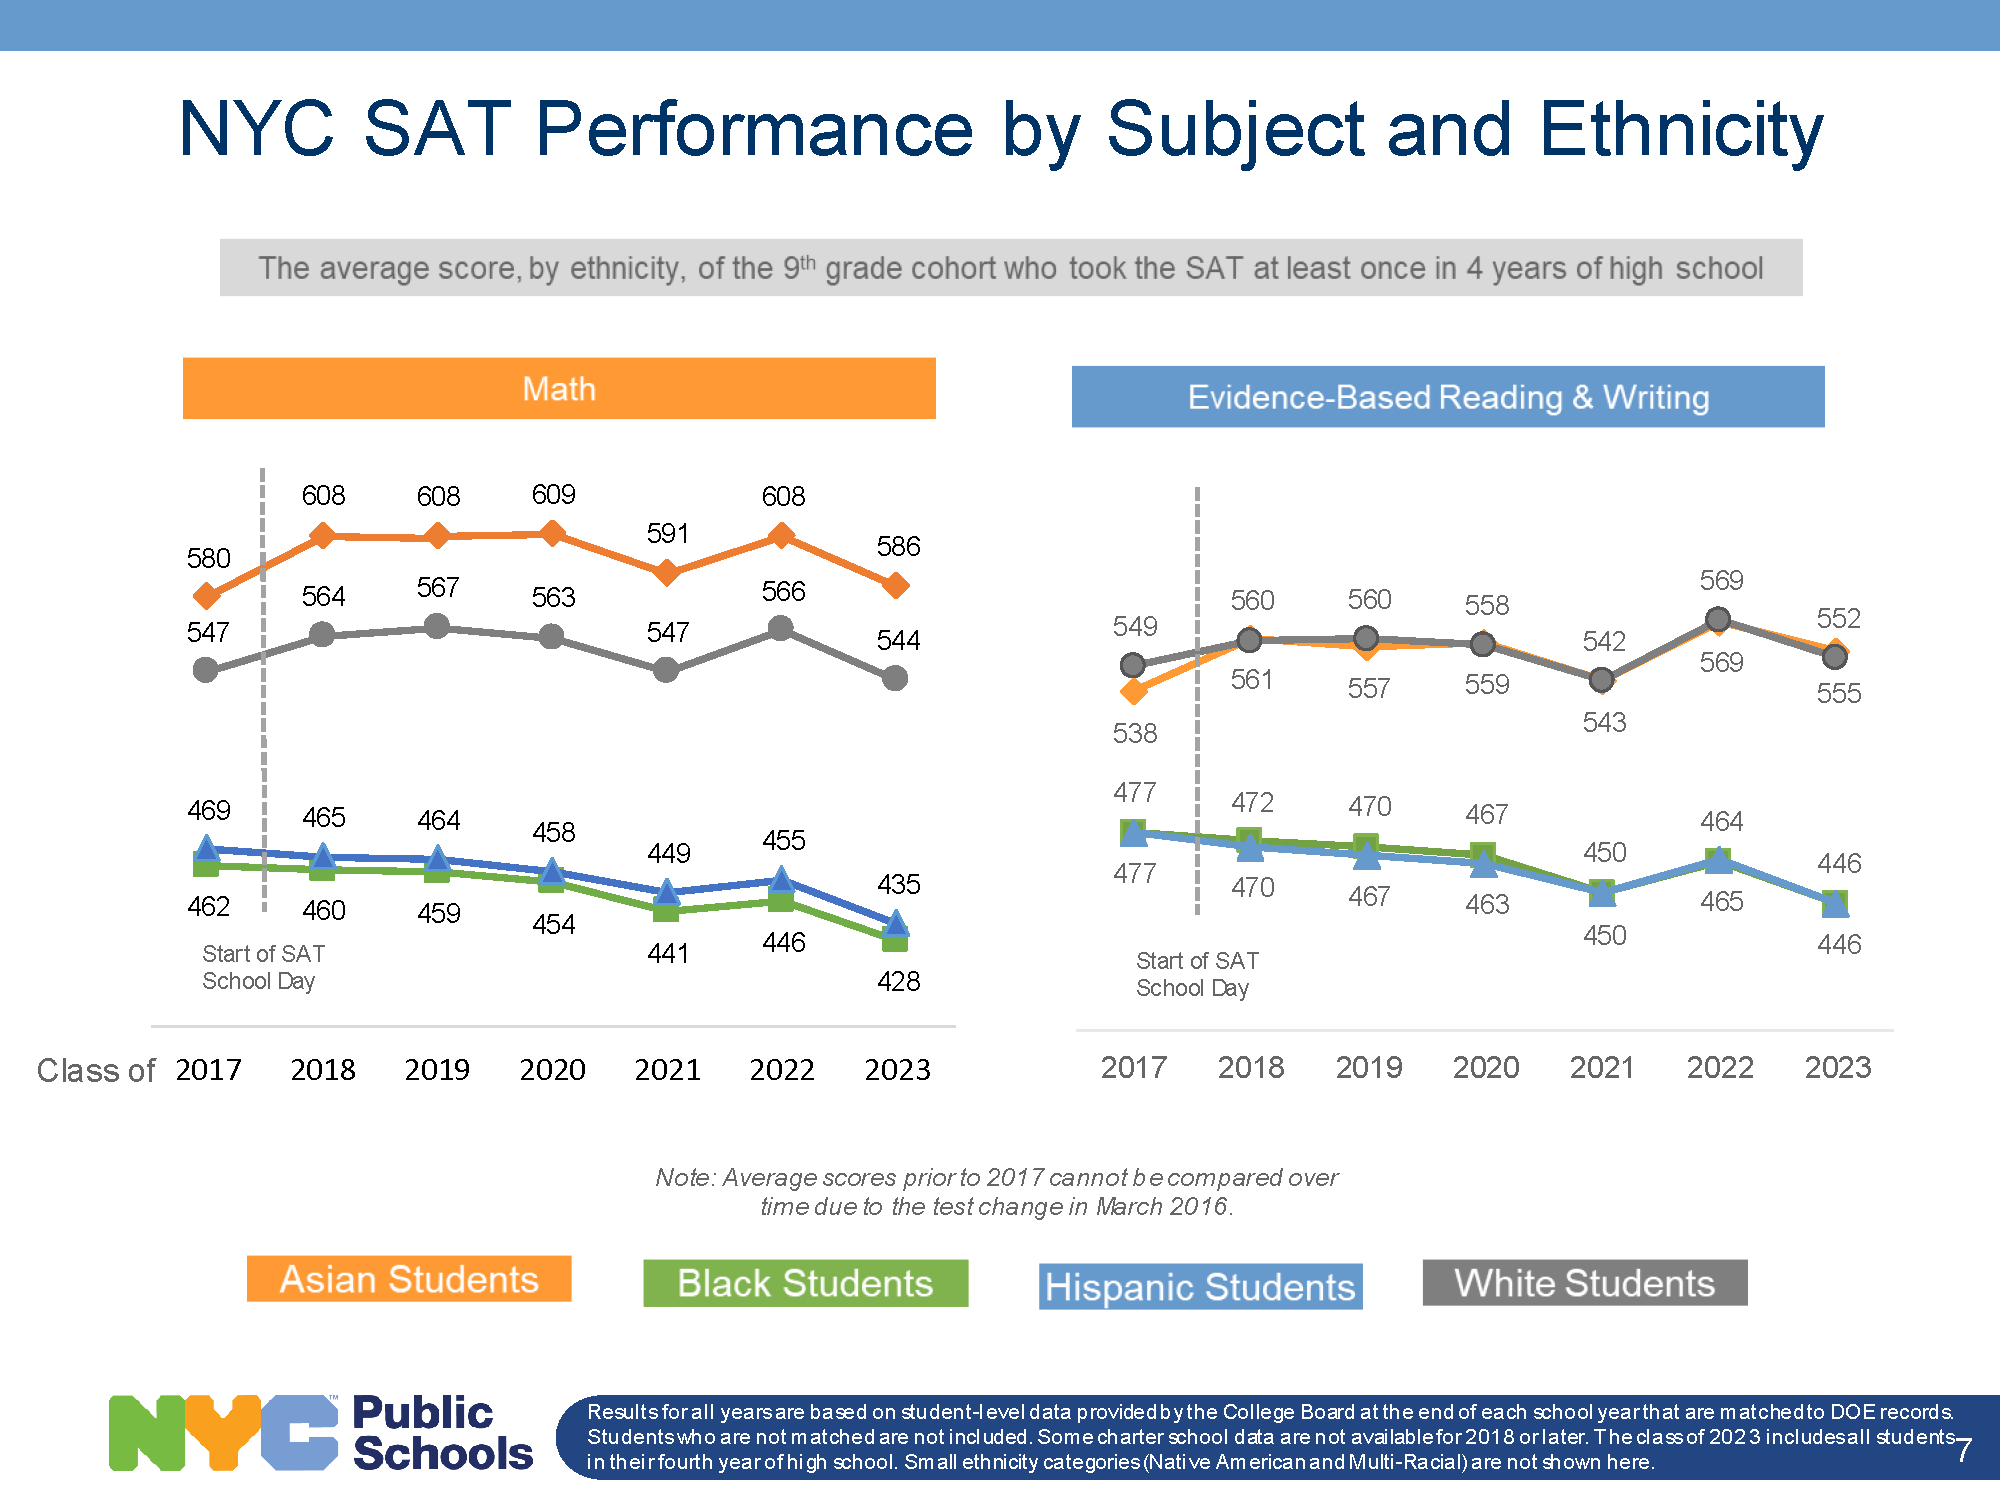 NYC SAT Performance by Subject and Ethnicity
The average score, by ethnicity, of the 9th grade cohort who took the SAT at least once in 4 years of high school
Math
608 608 609 608
580 591 586
564 567 563 566
547 547 544
469 465 464 458 449 455 435
462 460 459 454 441 446 428
Start of SAT
School Day
Class of 2017 2018 2019 2020 2021 2022 2023
Evidence-Based Reading & Writing
549 560 560 558 542 569 552
538 561 557 559 543 569 555
477 472 470 467 450 464 446
477 470 467 463 450 465 446
Start of SAT
School Day
2017 2018 2019 2020 2021 2022 2023
Note: Average scores prior to 2017 cannot be compared over
time due to the test change in March 2016.
Asian Students
Black Students
Hispanic Students
White Students
NYC™ Public
Schools
Results for all years are based on student-level data provided by the College Board at the end of each school year that are matched to DOE records.
Students who are not matched are not included. Some charter school data are not available for 2018 or later. The class of 2023 includes all students
in their fourth year of high school. Small ethnicity categories (Native American and Multi-Racial) are not shown here.
7